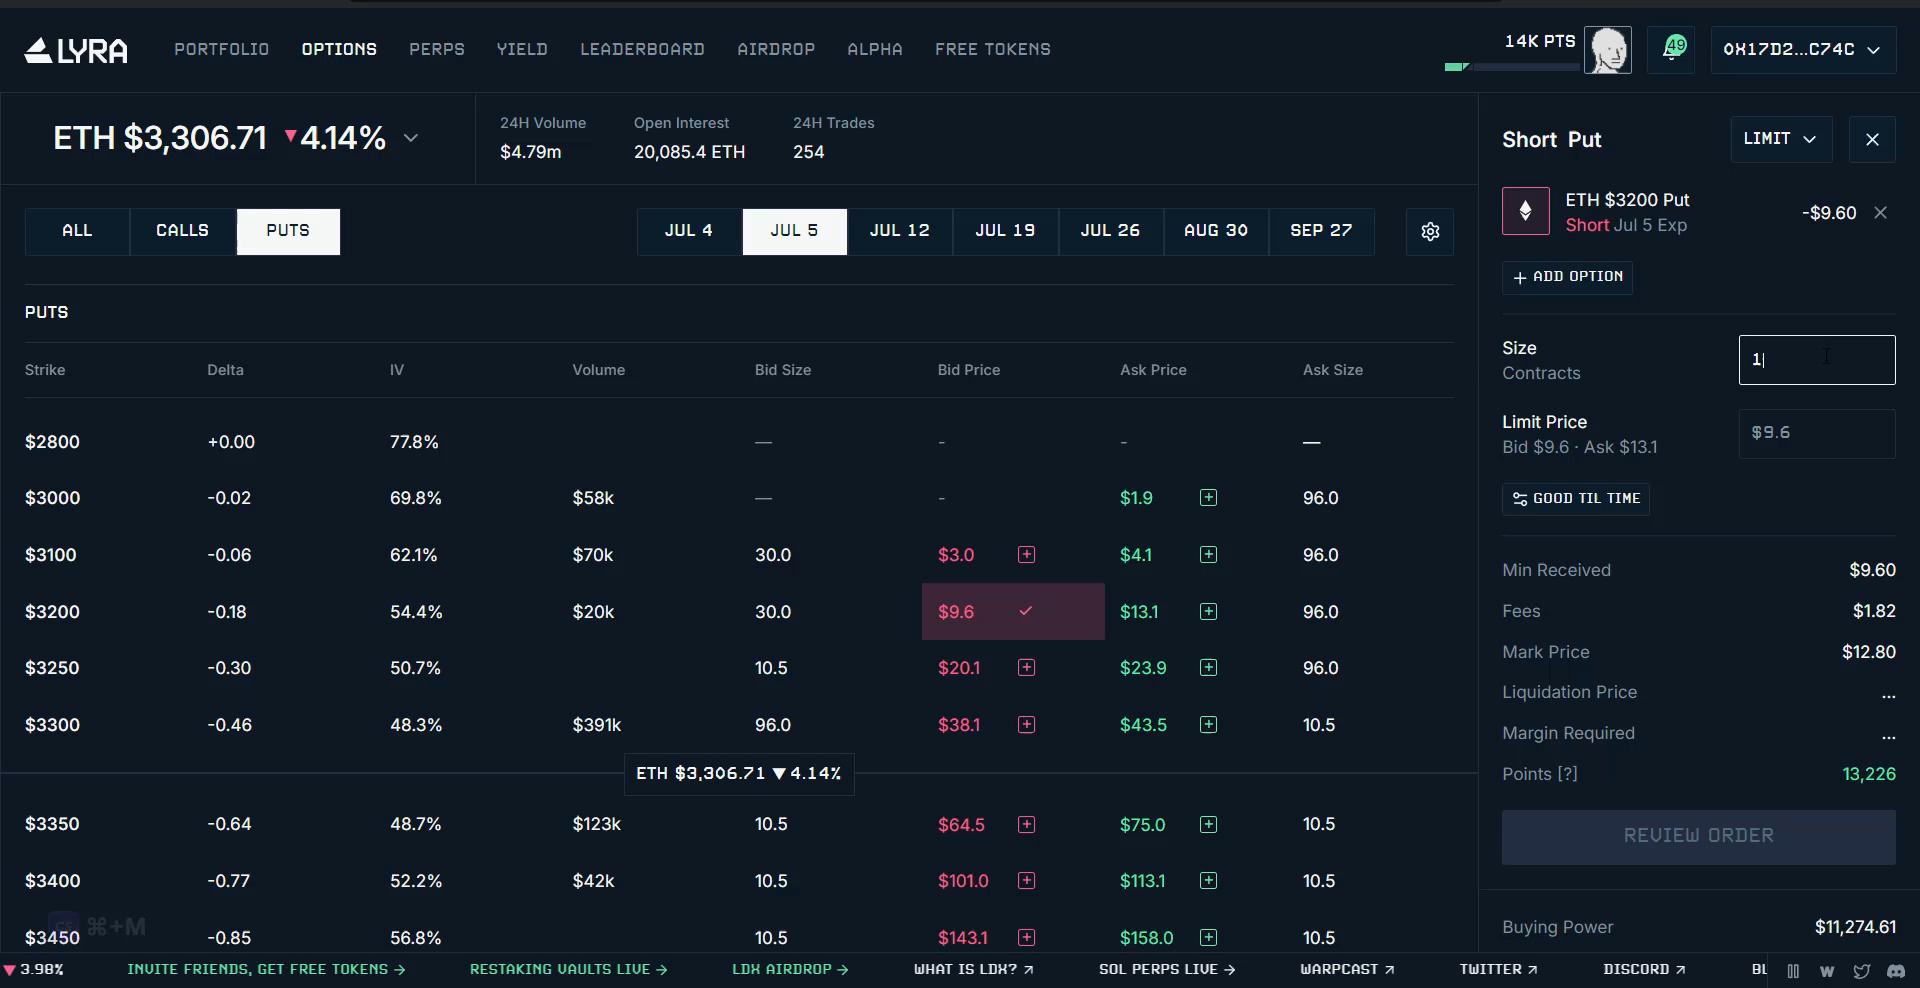 LYRA PORTFOLIO OPTIONS PERPS YIELD LEADERBOARD AIRDROP ALPHA FREE TOKENS 14K PTS 49 0X17D2...C74C
ETH $3,306.71 ▼4.14%
24H Volume Open Interest 24H Trades
$4.79m 20,085.4 ETH 254
ALL CALLS PUTS JUL 4 JUL 5 JUL 12 JUL 19 JUL 26 AUG 30 SEP 27
PUTS
Strike Delta IV Volume Bid Size Bid Price Ask Price Ask Size
$2800 +0.00 77.8% — - - —
$3000 -0.02 69.8% $58k — - $1.9 + 96.0
$3100 -0.06 62.1% $70k 30.0 $3.0 + $4.1 + 96.0
$3200 -0.18 54.4% $20k 30.0 $9.6 ✓ $13.1 + 96.0
$3250 -0.30 50.7% 10.5 $20.1 + $23.9 + 96.0
$3300 -0.46 48.3% $391k 96.0 $38.1 + $43.5 + 10.5
ETH $3,306.71 ▼4.14%
$3350 -0.64 48.7% $123k 10.5 $64.5 + $75.0 + 10.5
$3400 -0.77 52.2% $42k 10.5 $101.0 + $113.1 + 10.5
⌘+M
$3450 -0.85 56.8% 10.5 $143.1 + $158.0 + 10.5
Short Put LIMIT
ETH $3200 Put
Short Jul 5 Exp -$9.60
+ ADD OPTION
Size
Contracts 1
Limit Price
Bid $9.6 · Ask $13.1 $9.6
GOOD TIL TIME
Min Received $9.60
Fees $1.82
Mark Price $12.80
Liquidation Price ...
Margin Required ...
Points [?] 13,226
REVIEW ORDER
Buying Power $11,274.61
▼3.98% INVITE FRIENDS, GET FREE TOKENS → RESTAKING VAULTS LIVE → LDX AIRDROP → WHAT IS LDX? ↗ SOL PERPS LIVE → WARPCAST ↗ TWITTER ↗ DISCORD ↗ BL